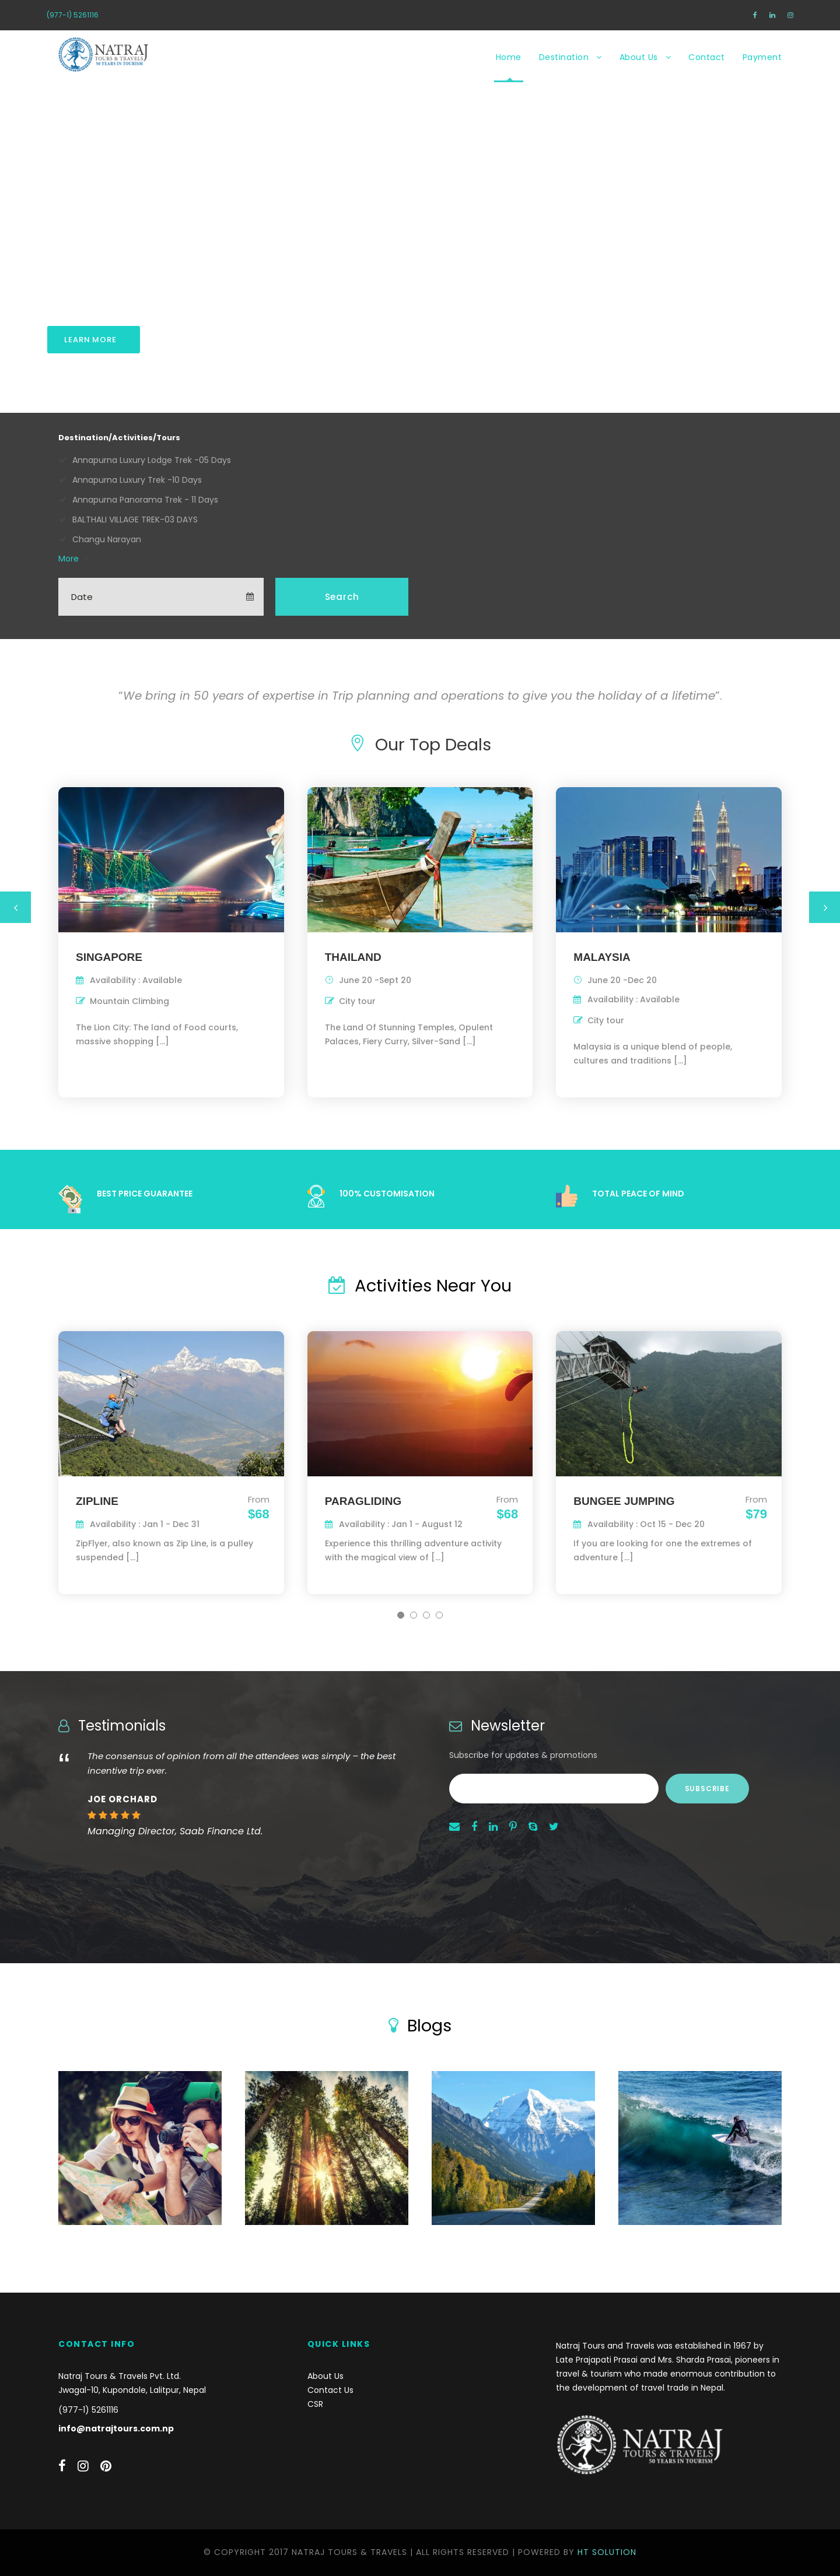 (977-1) 5261116
NATRAJ
TOURS & TRAVELS
50 YEARS IN TOURISM
Home
Destination
About Us
Contact
Payment
LEARN MORE
Destination/Activities/Tours
Annapurna Luxury Lodge Trek -05 Days
Annapurna Luxury Trek -10 Days
Annapurna Panorama Trek - 11 Days
BALTHALI VILLAGE TREK-03 DAYS
Changu Narayan
More
Date
Search
“We bring in 50 years of expertise in Trip planning and operations to give you the holiday of a lifetime”.
Our Top Deals
SINGAPORE
Availability : Available
Mountain Climbing
The Lion City: The land of Food courts,
massive shopping [...]
THAILAND
June 20 -Sept 20
City tour
The Land Of Stunning Temples, Opulent
Palaces, Fiery Curry, Silver-Sand [...]
MALAYSIA
June 20 -Dec 20
Availability : Available
City tour
Malaysia is a unique blend of people,
cultures and traditions [...]
BEST PRICE GUARANTEE
100% CUSTOMISATION
TOTAL PEACE OF MIND
Activities Near You
ZIPLINE
From
$68
Availability : Jan 1 - Dec 31
ZipFlyer, also known as Zip Line, is a pulley
suspended [...]
PARAGLIDING
From
$68
Availability : Jan 1 - August 12
Experience this thrilling adventure activity
with the magical view of [...]
BUNGEE JUMPING
From
$79
Availability : Oct 15 - Dec 20
If you are looking for one the extremes of
adventure [...]
Testimonials
“
The consensus of opinion from all the attendees was simply – the best
incentive trip ever.
JOE ORCHARD
Managing Director, Saab Finance Ltd.
Newsletter
Subscribe for updates & promotions
SUBSCRIBE
Blogs
CONTACT INFO
Natraj Tours & Travels Pvt. Ltd.
Jwagal-10, Kupondole, Lalitpur, Nepal
(977-1) 5261116
info@natrajtours.com.np
QUICK LINKS
About Us
Contact Us
CSR
Natraj Tours and Travels was established in 1967 by
Late Prajapati Prasai and Mrs. Sharda Prasai, pioneers in
travel & tourism who made enormous contribution to
the development of travel trade in Nepal.
NATRAJ
TOURS & TRAVELS
50 YEARS IN TOURISM
© COPYRIGHT 2017 NATRAJ TOURS & TRAVELS | ALL RIGHTS RESERVED | POWERED BY HT SOLUTION